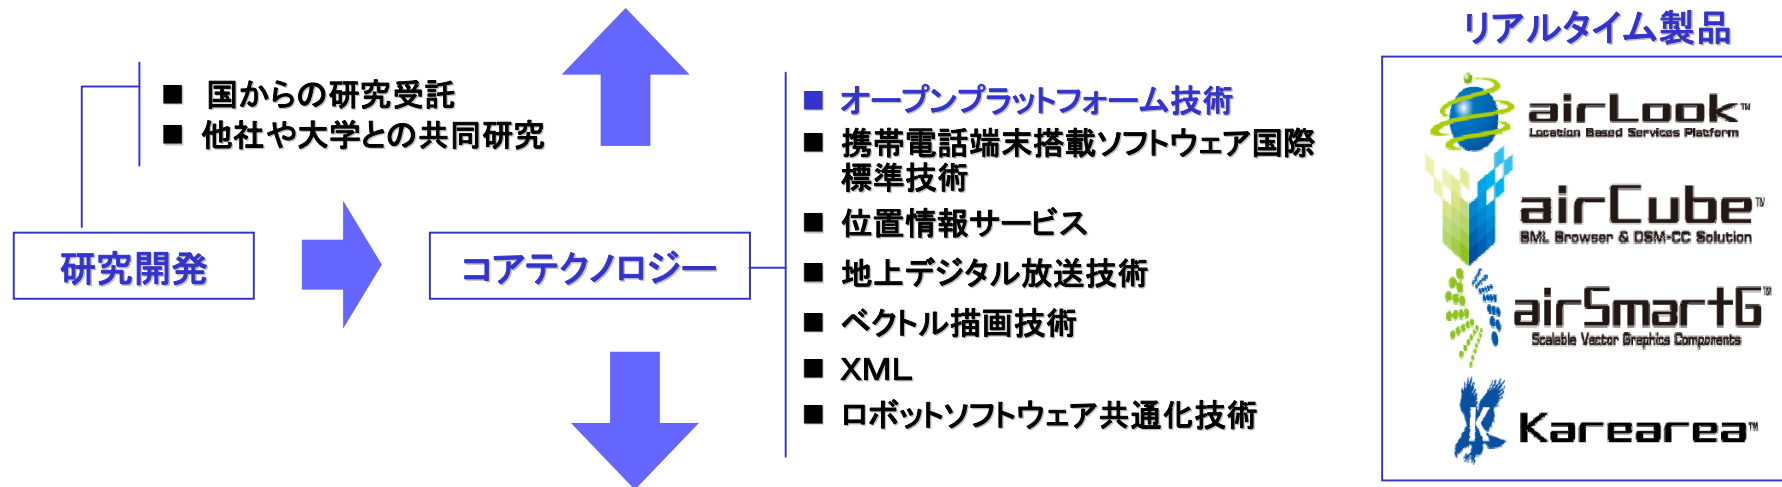 ■ 国からの研究受託
■ 他社や大学との共同研究
研究開発
コアテクノロジー
■ オープンプラットフォーム技術
■ 携帯電話端末搭載ソフトウェア国際
標準技術
■ 位置情報サービス
■ 地上デジタル放送技術
■ ベクトル描画技術
■ XML
■ ロボットソフトウェア共通化技術
リアルタイム製品
airLook™
Location Based Services Platform
airCube™
BML Browser & DSM-CC Solution
airSmartG™
Scalable Vector Graphics Components
K
Karearea™